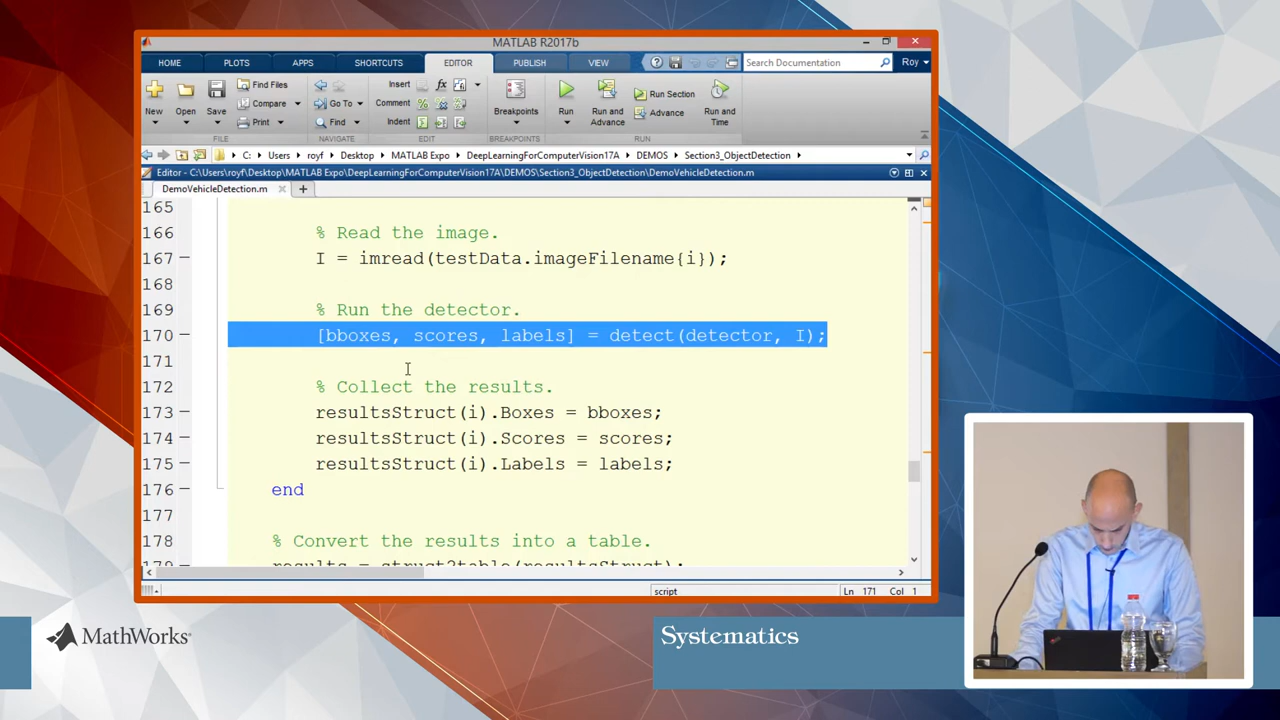 MATLAB R2017b
HOME PLOTS APPS SHORTCUTS EDITOR PUBLISH VIEW Search Documentation Roy
New Open Save Find Files Compare Print Go To Find Insert Comment Indent Breakpoints Run Run and Advance Run Section Advance Run and Time
FILE NAVIGATE EDIT BREAKPOINTS RUN
C: Users royf Desktop MATLAB Expo DeepLearningForComputerVision17A DEMOS Section3_ObjectDetection
Editor - C:\Users\royf\Desktop\MATLAB Expo\DeepLearningForComputerVision17A\DEMOS\Section3_ObjectDetection\DemoVehicleDetection.m
DemoVehicleDetection.m
165
166 % Read the image.
167 I = imread(testData.imageFilename{i});
168
169 % Run the detector.
170 [bboxes, scores, labels] = detect(detector, I);
171
172 % Collect the results.
173 resultsStruct(i).Boxes = bboxes;
174 resultsStruct(i).Scores = scores;
175 resultsStruct(i).Labels = labels;
176 end
177
178 % Convert the results into a table.
179 results = struct2table(resultsStruct);
script Ln 171 Col 1
MathWorks
Systematics